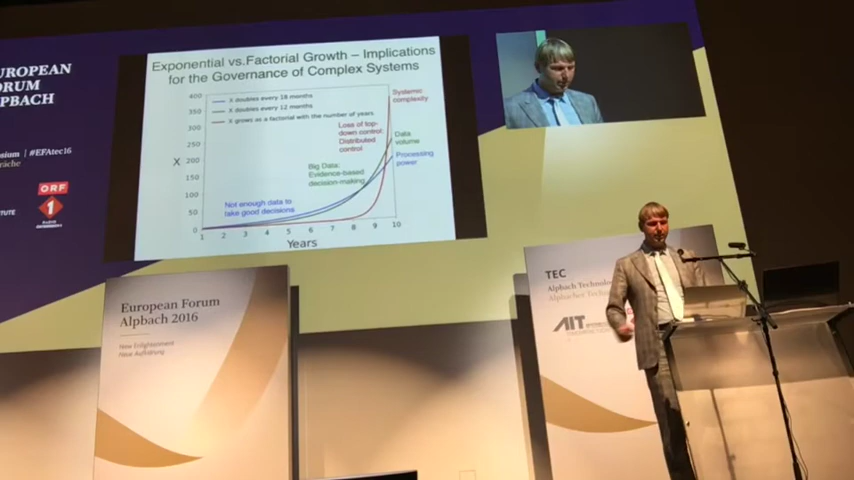 EUROPEAN
FORUM
ALPBACH
#EFAtec16
ORF
1
Exponential vs.Factorial Growth – Implications
for the Governance of Complex Systems
400
350
300
250
200
150
100
50
0
X
X doubles every 18 months
X doubles every 12 months
X grows as a factorial with the number of years
Systemic
complexity
Loss of top-
down control:
Distributed
control
Data
volume
Processing
power
Big Data:
Evidence-based
decision-making
Not enough data to
take good decisions
1 2 3 4 5 6 7 8 9 10
Years
European Forum
Alpbach 2016
New Enlightenment
Neue Aufklärung
TEC
Alpbach Technolo
Alpbacher Techno
AIT